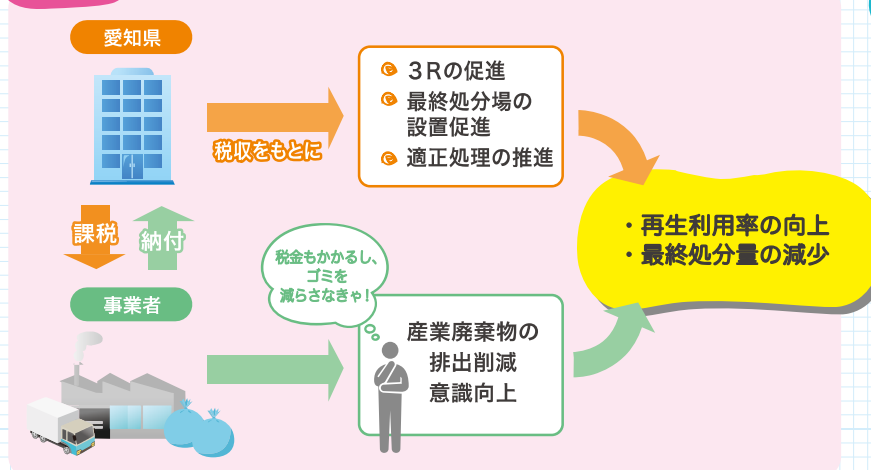 愛知県
税収をもとに
3Rの促進
最終処分場の
設置促進
適正処理の推進
課税
納付
事業者
税金もかかるし、
ゴミを
減らさなきゃ!
産業廃棄物の
排出削減
意識向上
・再生利用率の向上
・最終処分量の減少